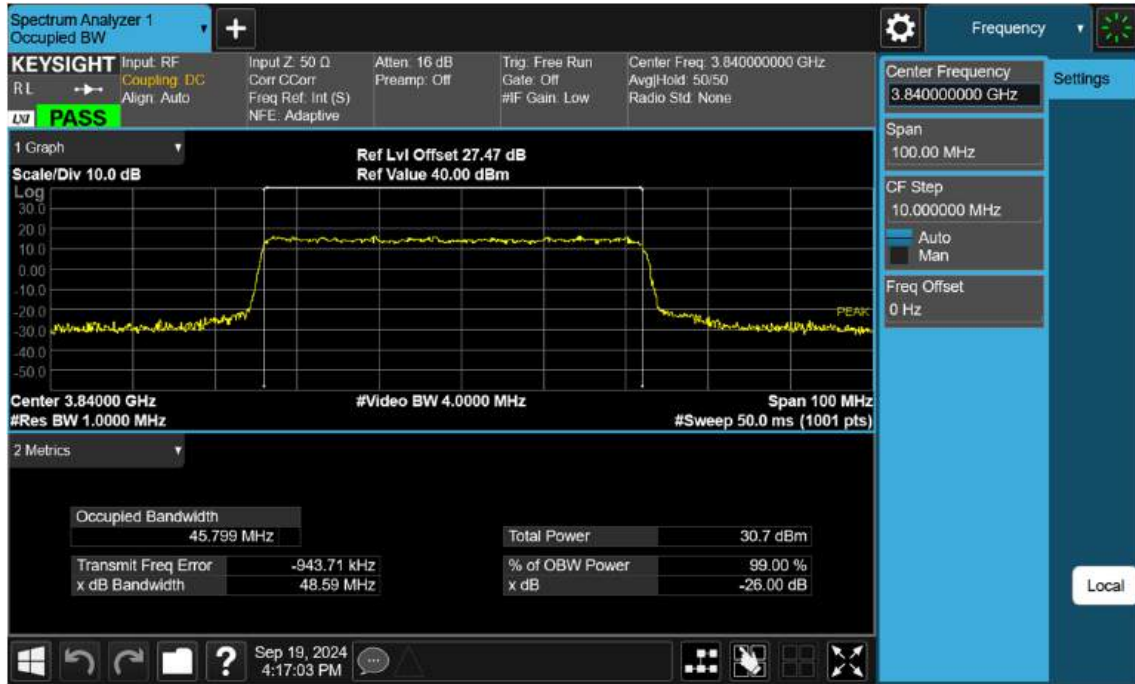 Spectrum Analyzer 1
Occupied BW
Frequency
KEYSIGHT
R L
LXI PASS
Input: RF
Coupling: DC
Align: Auto
Input Z: 50 Ω
Corr CCorr
Freq Ref: Int (S)
NFE: Adaptive
Atten: 16 dB
Preamp: Off
Trig: Free Run
Gate: Off
#IF Gain: Low
Center Freq: 3.840000000 GHz
Avg|Hold: 50/50
Radio Std: None
Center Frequency
3.840000000 GHz
Settings
Span
100.00 MHz
CF Step
10.000000 MHz
Auto
Man
Freq Offset
0 Hz
Local
1 Graph
Scale/Div 10.0 dB
Ref Lvl Offset 27.47 dB
Ref Value 40.00 dBm
Log
30.0
20.0
10.0
0.00
-10.0
-20.0
-30.0
-40.0
-50.0
PEAK
Center 3.84000 GHz
#Video BW 4.0000 MHz
Span 100 MHz
#Res BW 1.0000 MHz
#Sweep 50.0 ms (1001 pts)
2 Metrics
Occupied Bandwidth
45.799 MHz
Total Power 30.7 dBm
Transmit Freq Error -943.71 kHz
% of OBW Power 99.00 %
x dB Bandwidth 48.59 MHz
x dB -26.00 dB
?
Sep 19, 2024
4:17:03 PM